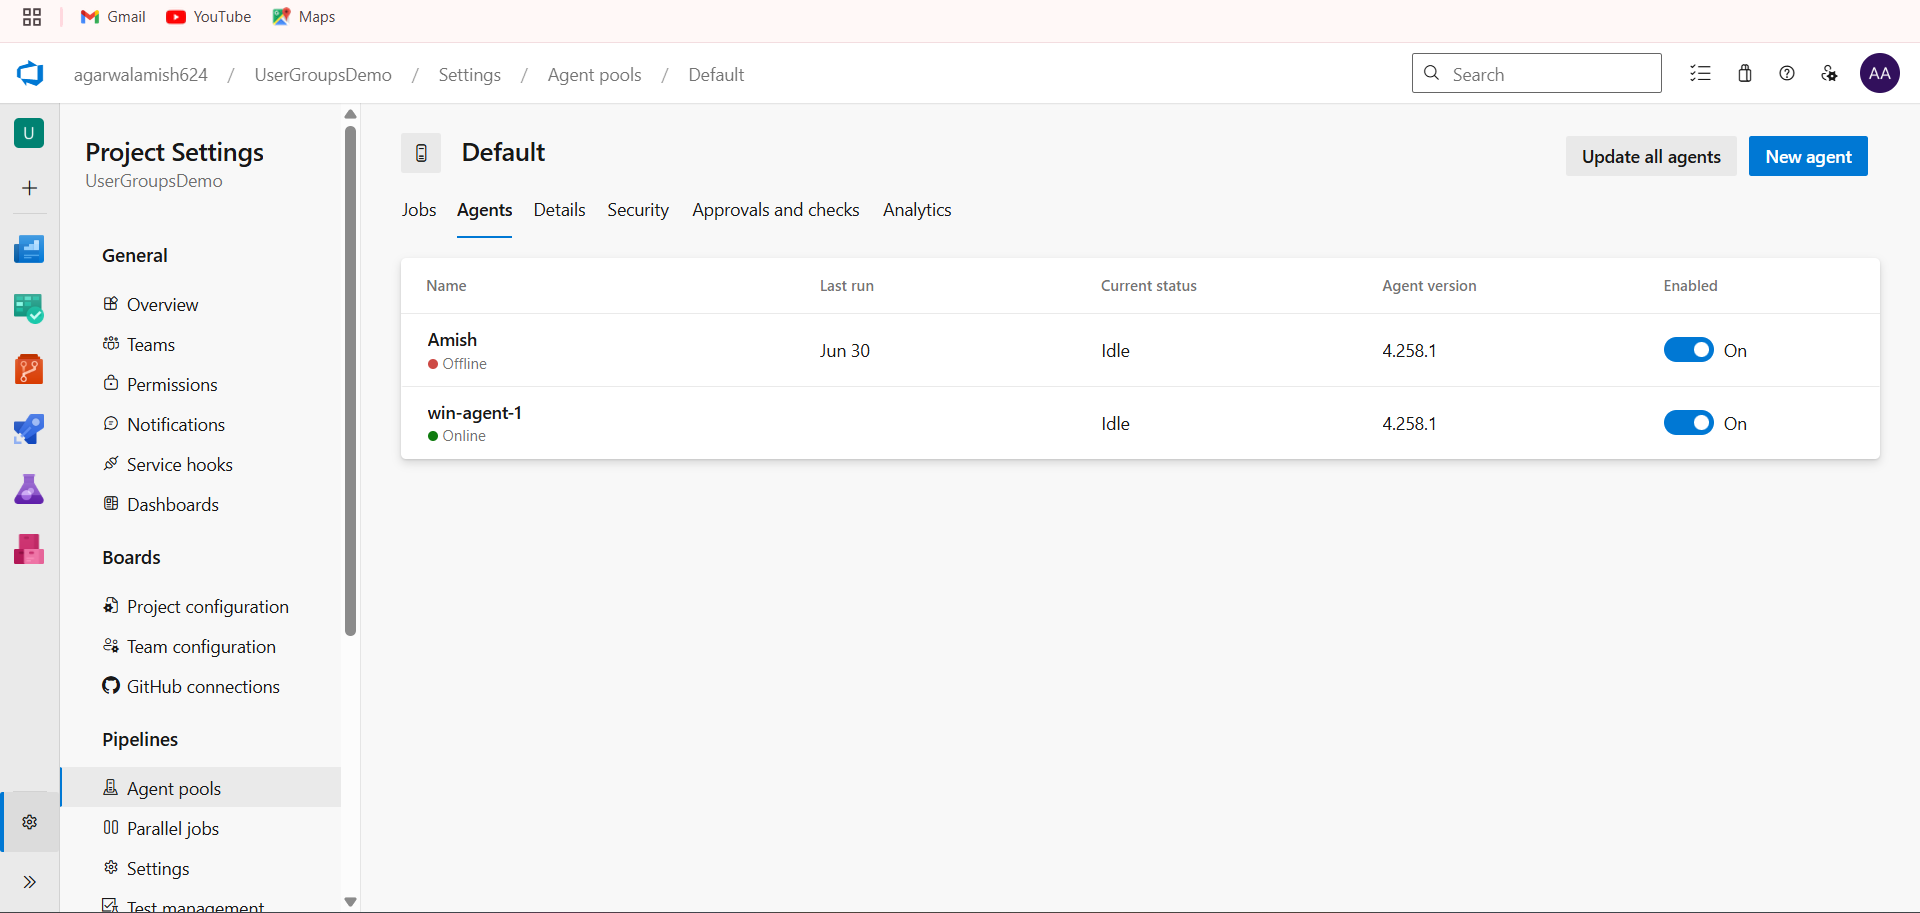 Gmail YouTube Maps
agarwalamish624 / UserGroupsDemo / Settings / Agent pools / Default
Search
AA
U
Project Settings
UserGroupsDemo
General
Overview
Teams
Permissions
Notifications
Service hooks
Dashboards
Boards
Project configuration
Team configuration
GitHub connections
Pipelines
Agent pools
Parallel jobs
Settings
Test management
Default
Update all agents
New agent
Jobs Agents Details Security Approvals and checks Analytics
Name Last run Current status Agent version Enabled
Amish
Offline
Jun 30 Idle 4.258.1 On
win-agent-1
Online
Idle 4.258.1 On